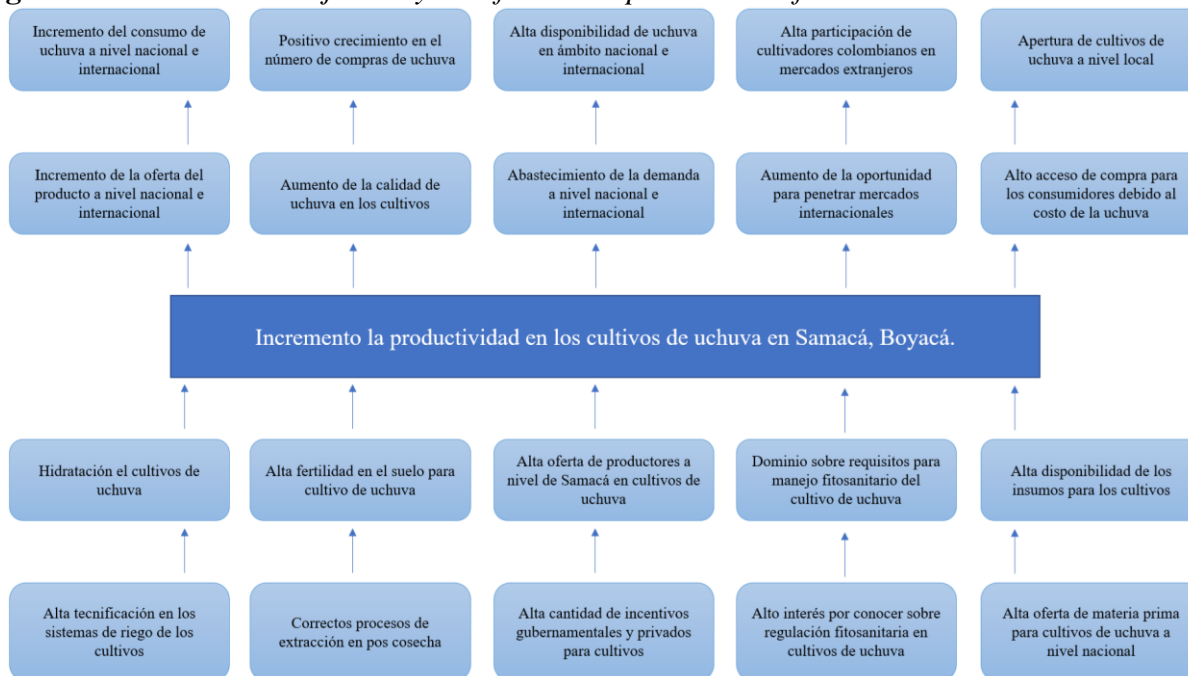 Incremento del consumo de
uchuva a nivel nacional e
internacional
Positivo crecimiento en el
número de compras de uchuva
Alta disponibilidad de uchuva
en ámbito nacional e
internacional
Alta participación de
cultivadores colombianos en
mercados extranjeros
Apertura de cultivos de
uchuva a nivel local
Incremento de la oferta del
producto a nivel nacional e
internacional
Aumento de la calidad de
uchuva en los cultivos
Abastecimiento de la demanda
a nivel nacional e
internacional
Aumento de la oportunidad
para penetrar mercados
internacionales
Alto acceso de compra para
los consumidores debido al
costo de la uchuva
Incremento la productividad en los cultivos de uchuva en Samacá, Boyacá.
Hidratación el cultivos de
uchuva
Alta fertilidad en el suelo para
cultivo de uchuva
Alta oferta de productores a
nivel de Samacá en cultivos de
uchuva
Dominio sobre requisitos para
manejo fitosanitario del
cultivo de uchuva
Alta disponibilidad de los
insumos para los cultivos
Alta tecnificación en los
sistemas de riego de los
cultivos
Correctos procesos de
extracción en pos cosecha
Alta cantidad de incentivos
gubernamentales y privados
para cultivos
Alto interés por conocer sobre
regulación fitosanitaria en
cultivos de uchuva
Alta oferta de materia prima
para cultivos de uchuva a
nivel nacional